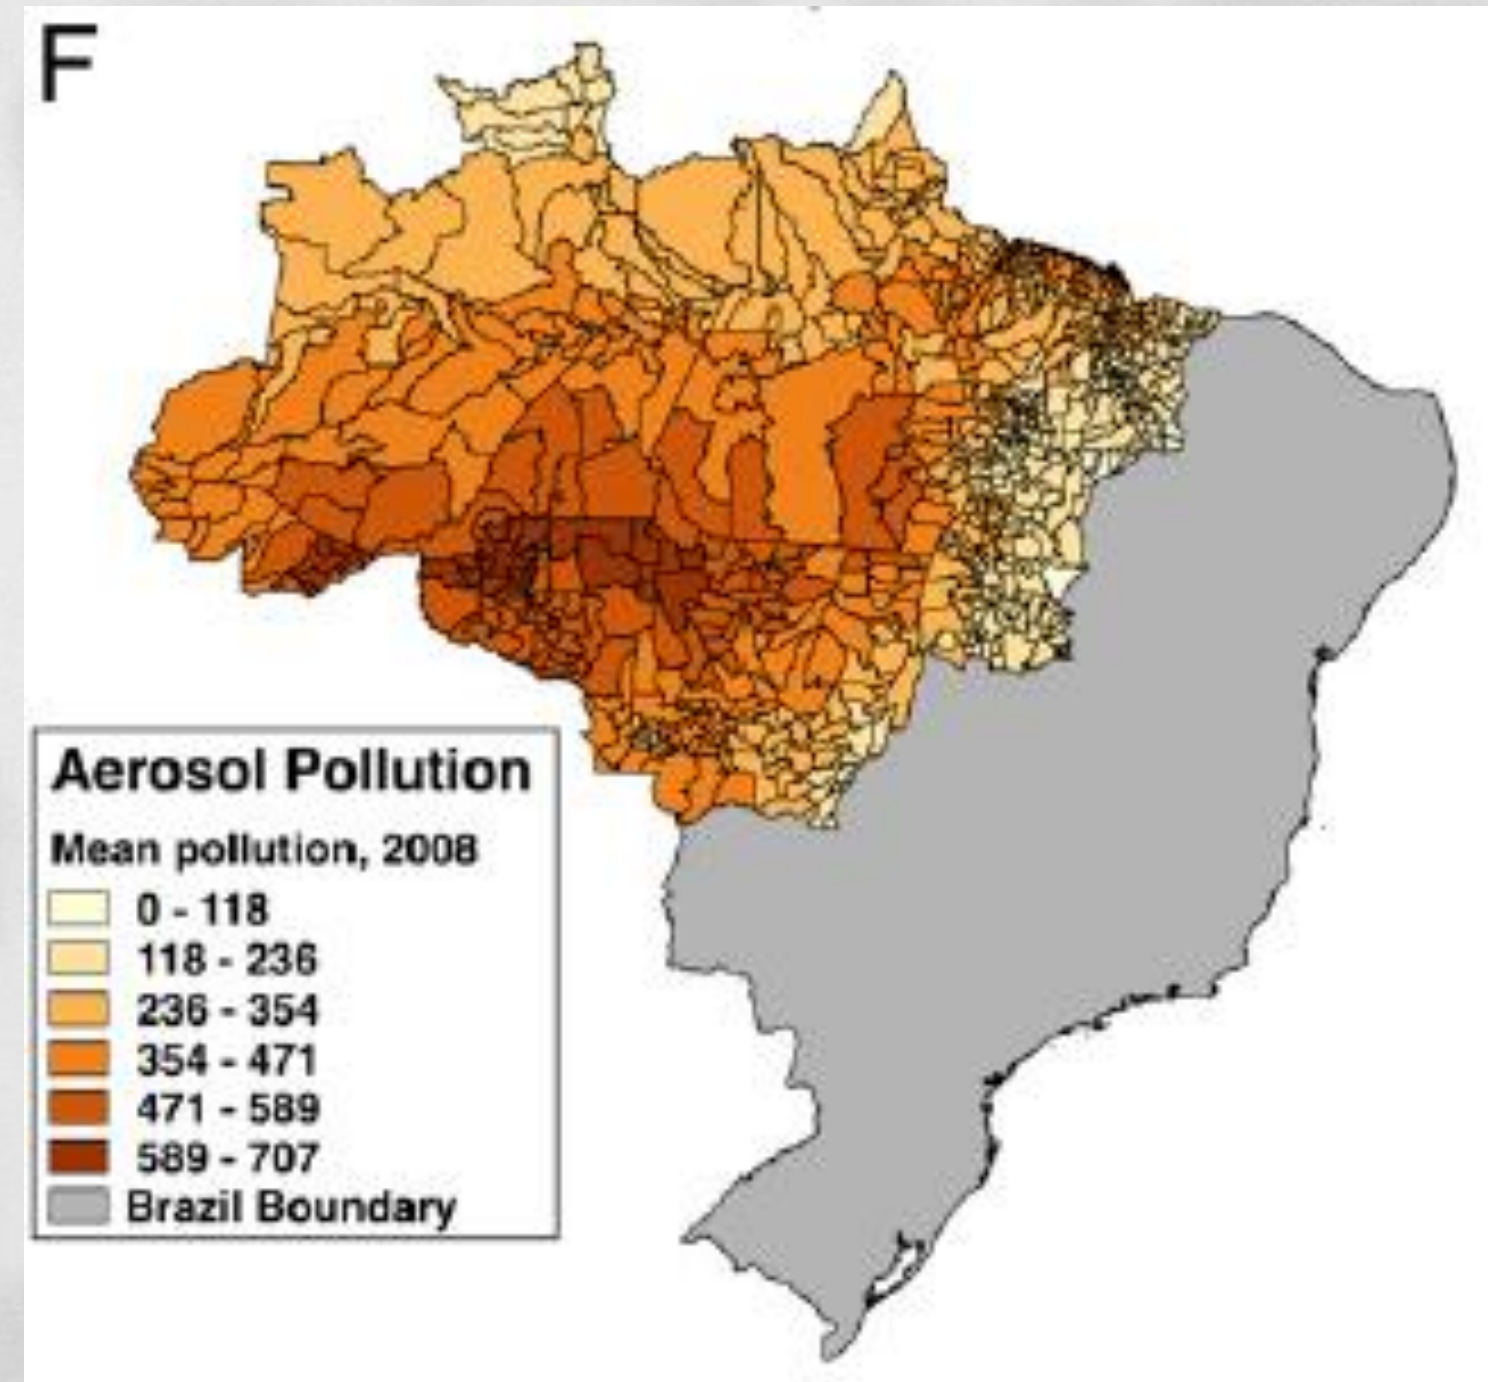 F
Aerosol Pollution
Mean pollution, 2008
0 - 118
118 - 236
236 - 354
354 - 471
471 - 589
589 - 707
Brazil Boundary